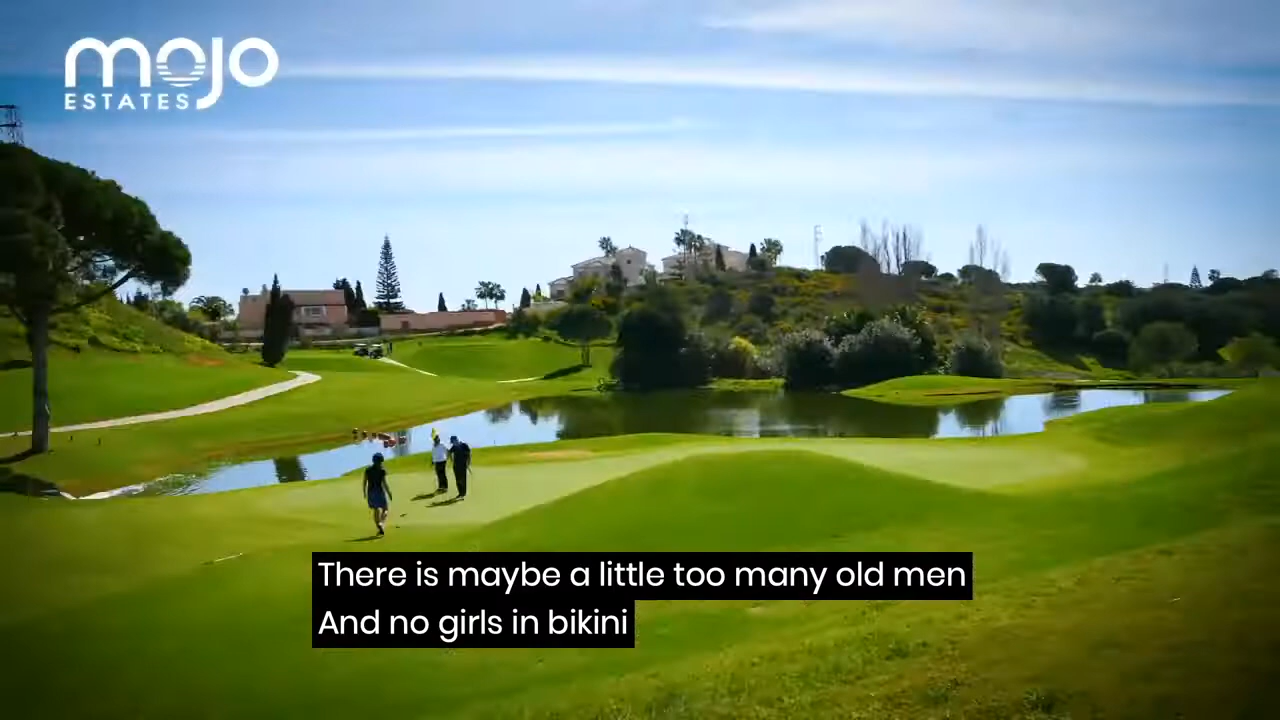 mojo
ESTATES
There is maybe a little too many old men
And no girls in bikini